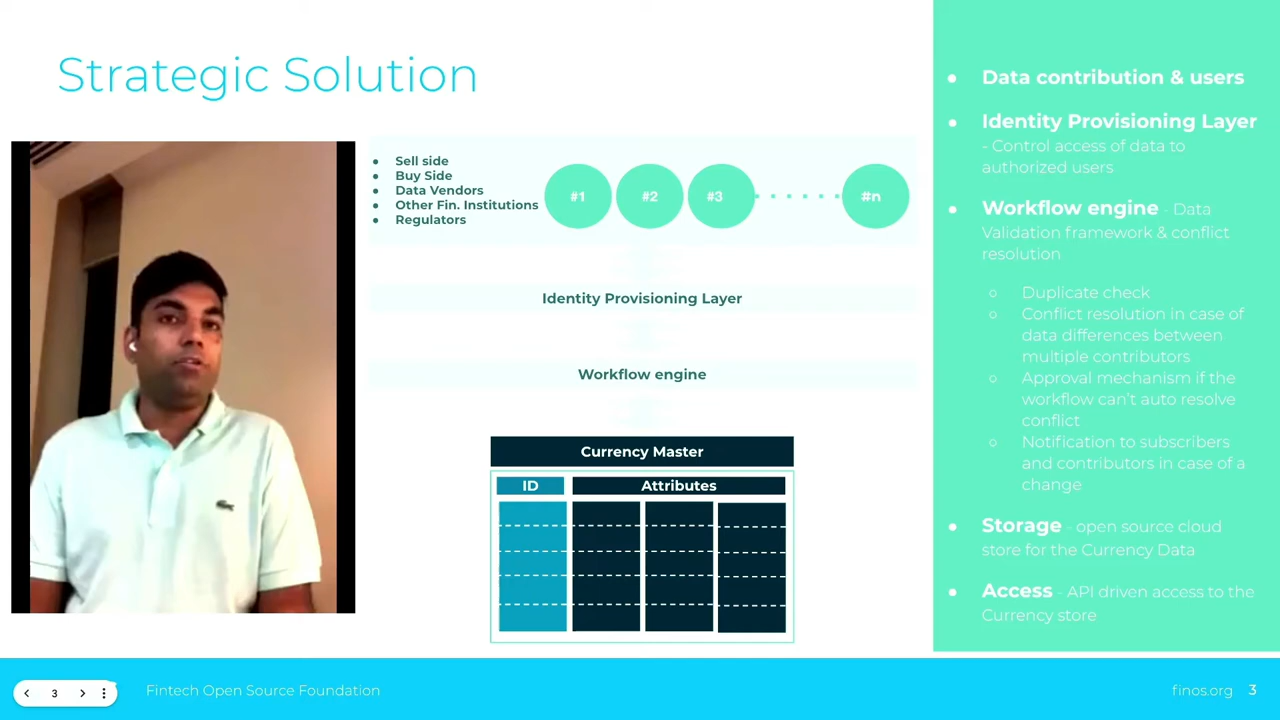 Strategic Solution
• Sell side
• Buy Side
• Data Vendors
• Other Fin. Institutions
• Regulators
#1
#2
#3
#n
Identity Provisioning Layer
Workflow engine
Currency Master
ID
Attributes
• Data contribution & users
• Identity Provisioning Layer
- Control access of data to
authorized users
• Workflow engine - Data
Validation framework & conflict
resolution
○ Duplicate check
○ Conflict resolution in case of
data differences between
multiple contributors
○ Approval mechanism if the
workflow can't auto resolve
conflict
○ Notification to subscribers
and contributors in case of a
change
• Storage - open source cloud
store for the Currency Data
• Access - API driven access to the
Currency store
3
Fintech Open Source Foundation
finos.org 3